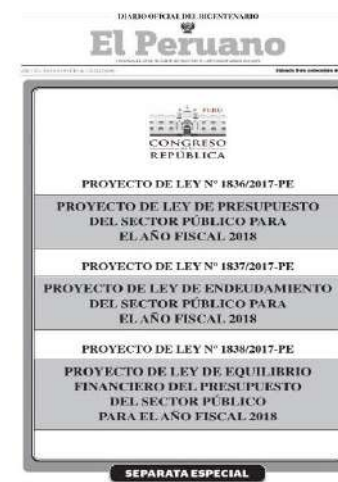 DIARIO OFICIAL DEL BICENTENARIO
El Peruano
PERÚ
CONGRESO
REPÚBLICA
PROYECTO DE LEY Nº 1836/2017-PE
PROYECTO DE LEY DE PRESUPUESTO
DEL SECTOR PÚBLICO PARA
EL AÑO FISCAL 2018
PROYECTO DE LEY Nº 1837/2017-PE
PROYECTO DE LEY DE ENDEUDAMIENTO
DEL SECTOR PÚBLICO PARA
EL AÑO FISCAL 2018
PROYECTO DE LEY Nº 1838/2017-PE
PROYECTO DE LEY DE EQUILIBRIO
FINANCIERO DEL PRESUPUESTO
DEL SECTOR PÚBLICO
PARA EL AÑO FISCAL 2018
SEPARATA ESPECIAL